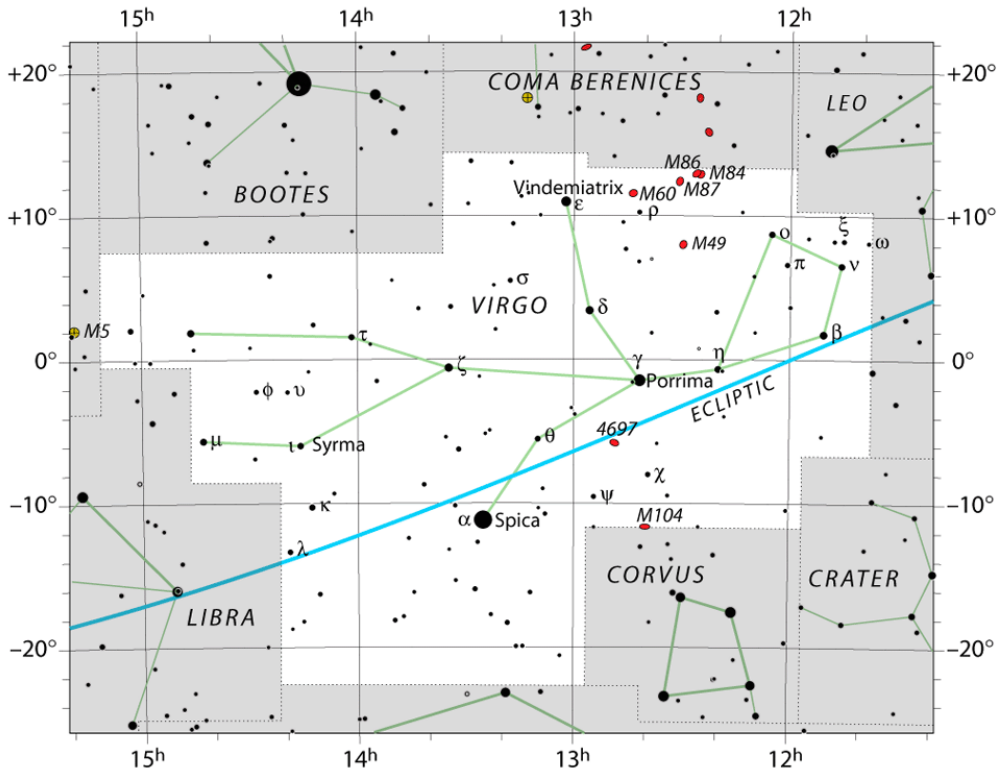 15h 14h 13h 12h
+20° COMA BERENICES +20°
LEO
M86 M84
M87
BOOTES Vindemiatrix ε M60 ρ
+10° +10°
ο ξ ω
M49
π ν
σ
VIRGO
δ
M5 τ β
0° ζ γ η 0°
Porrima
ϕ υ ECLIPTIC
μ ι Syrma θ 4697
χ
ψ
−10° κ α Spica −10°
M104
λ
CORVUS CRATER
LIBRA
−20° −20°
15h 14h 13h 12h